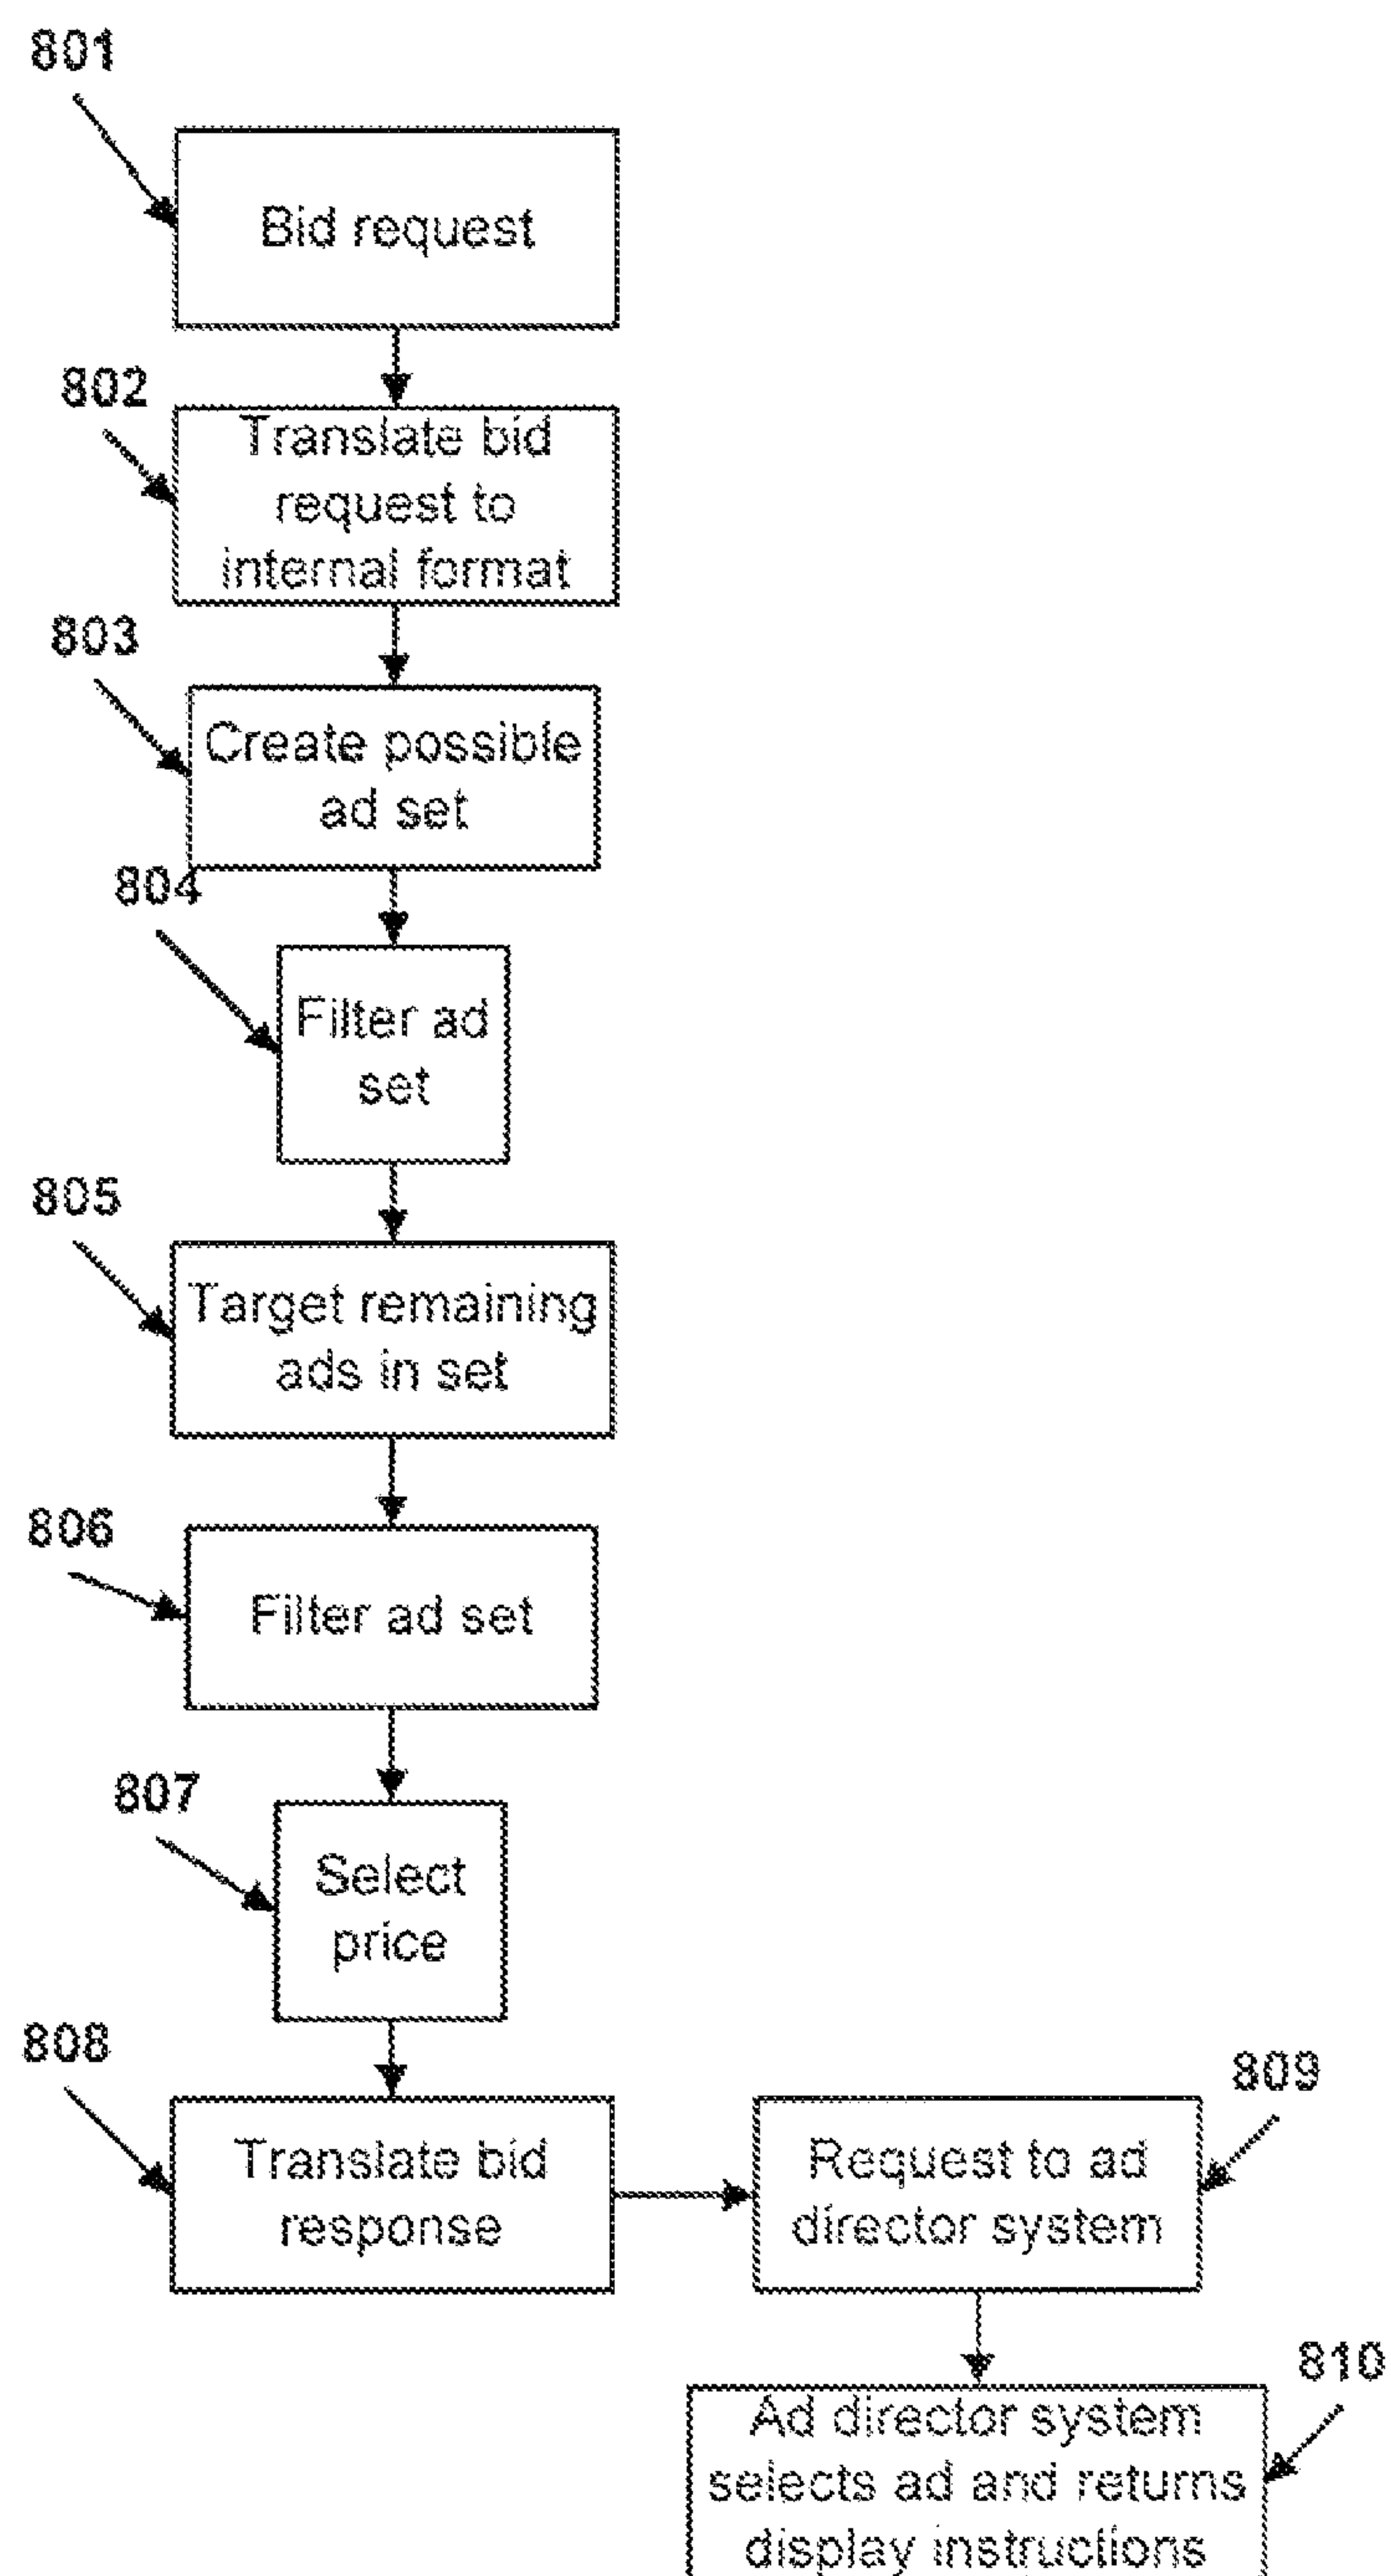 801
Bid request
802
Translate bid
request to
internal format
803
Create possible
ad set
804
Filter ad
set
805
Target remaining
ads in set
806
Filter ad set
807
Select
price
808
Translate bid
response
809
Request to ad
director system
810
Ad director system
selects ad and returns
display instructions